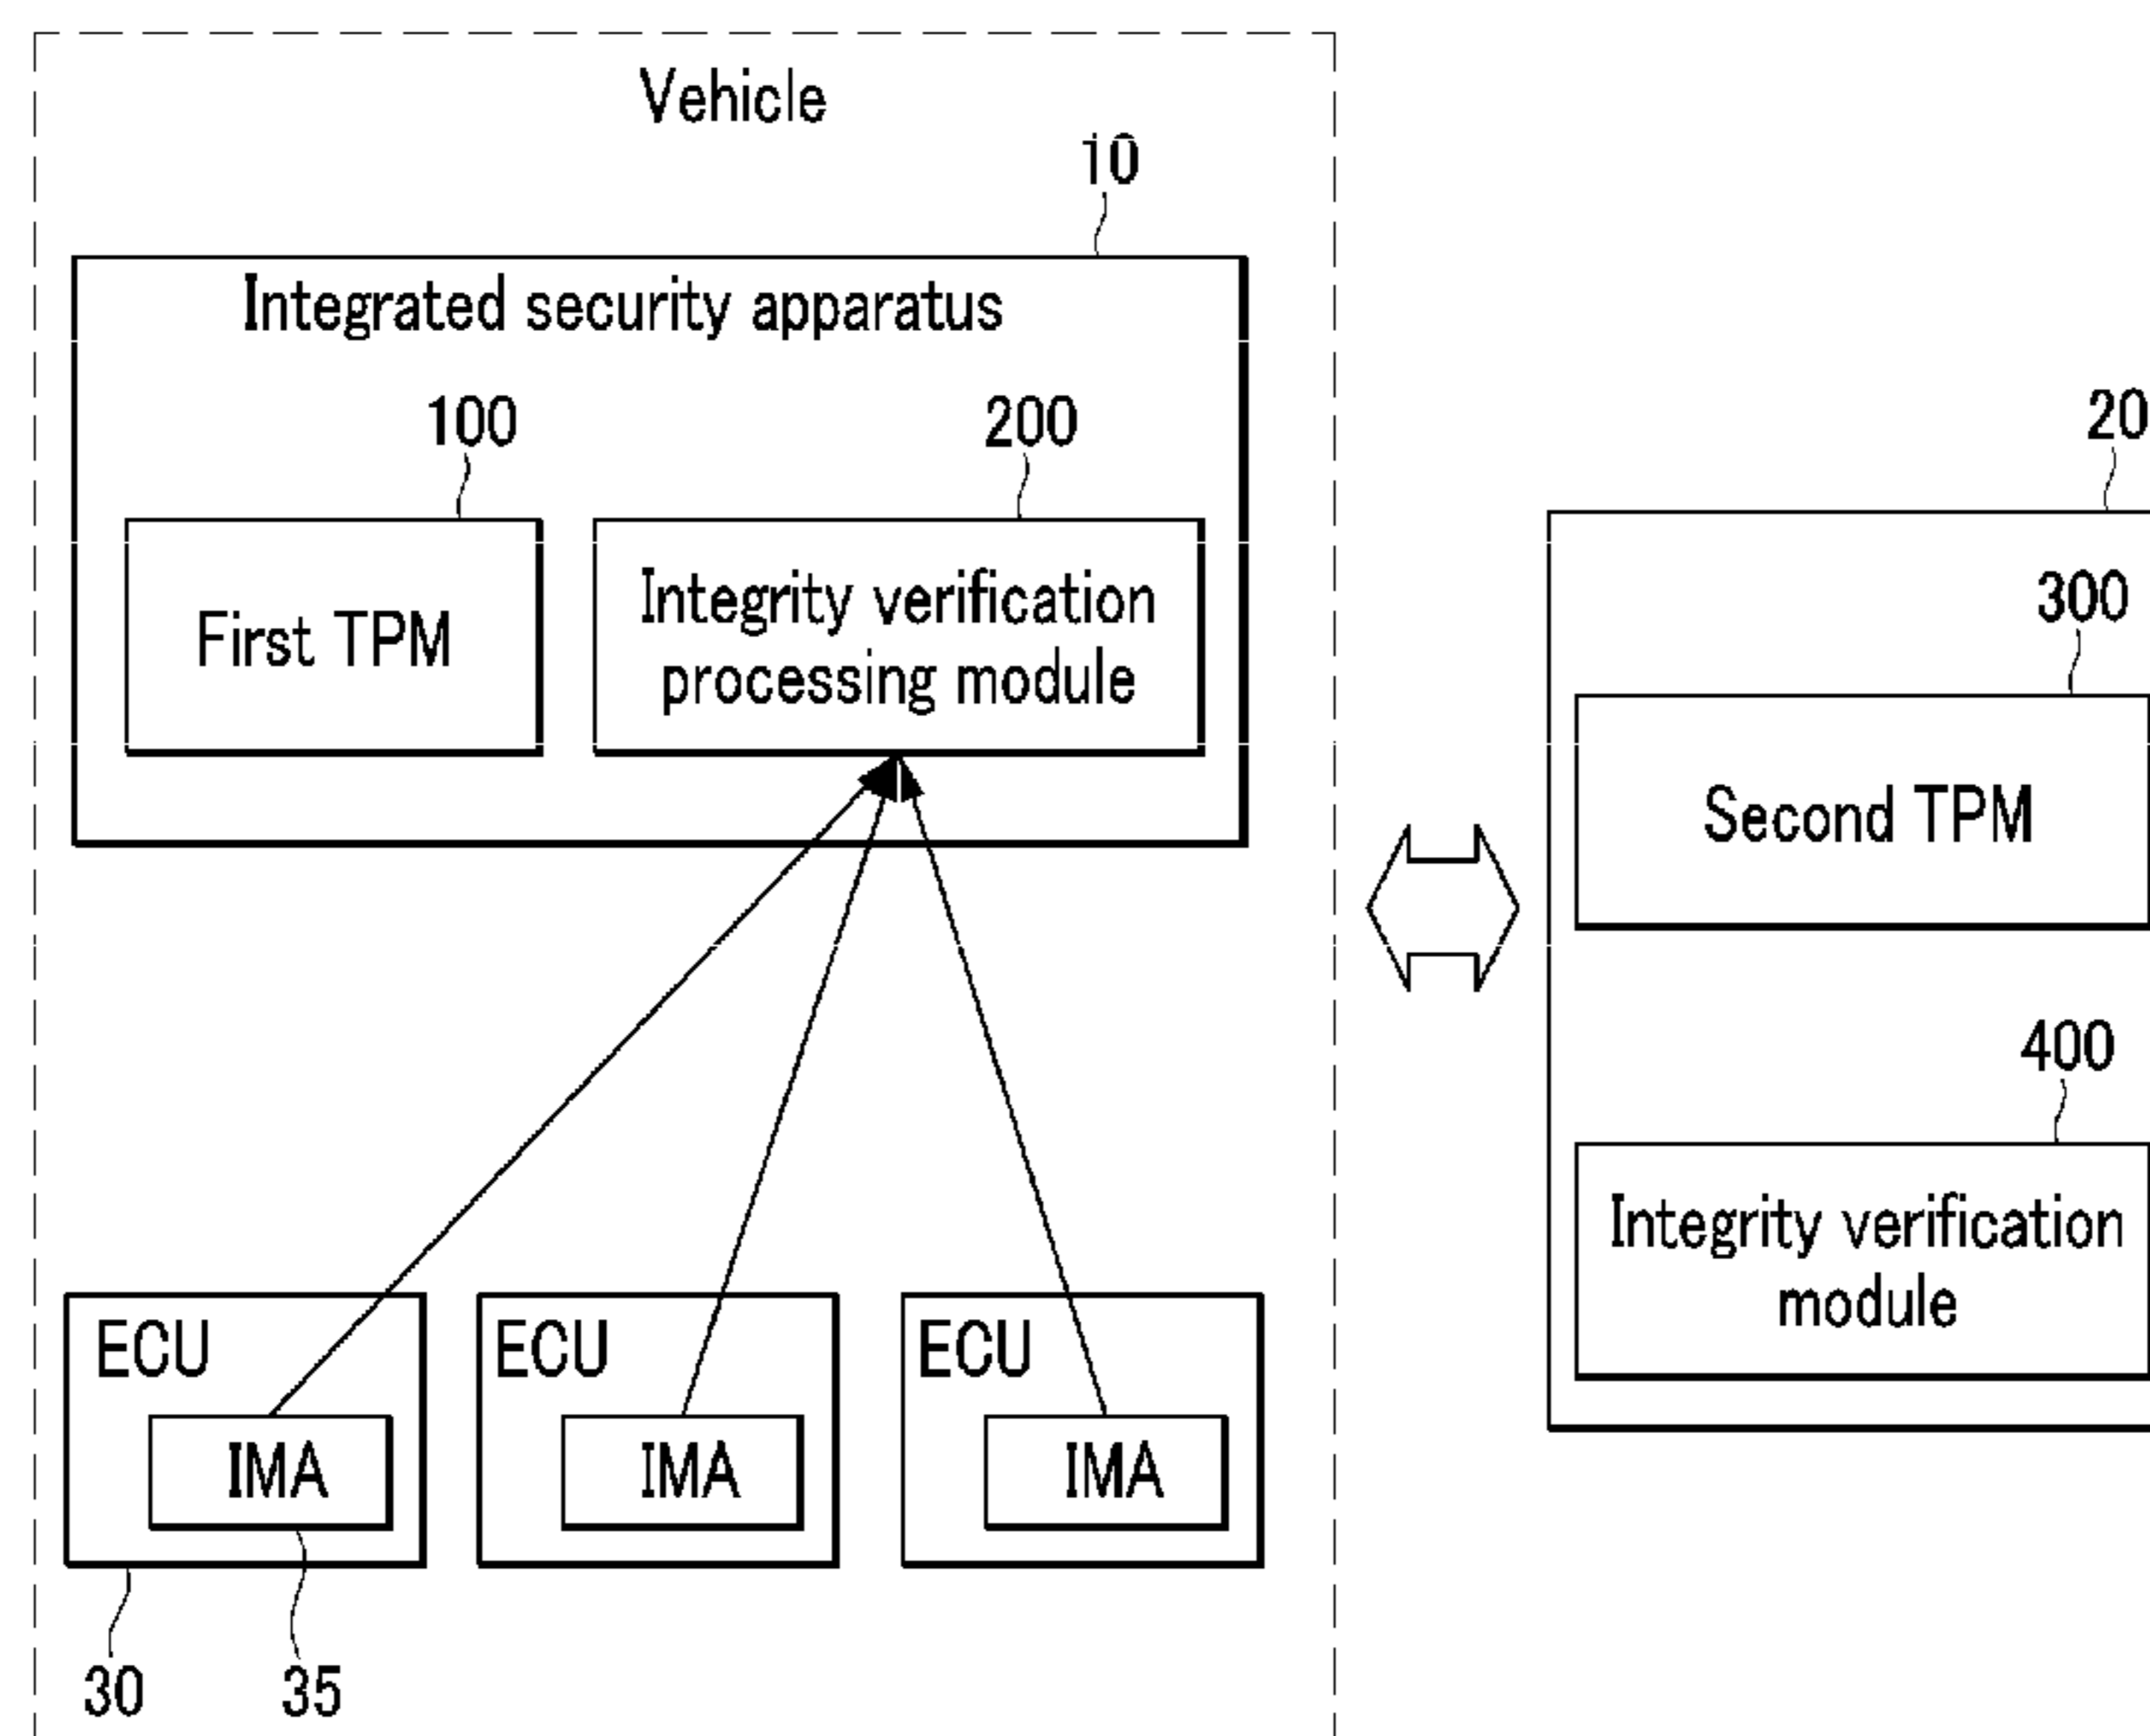 Vehicle
10
Integrated security apparatus
100
200
First TPM
Integrity verification
processing module
20
300
Second TPM
400
Integrity verification
module
ECU
ECU
ECU
IMA
IMA
IMA
30
35